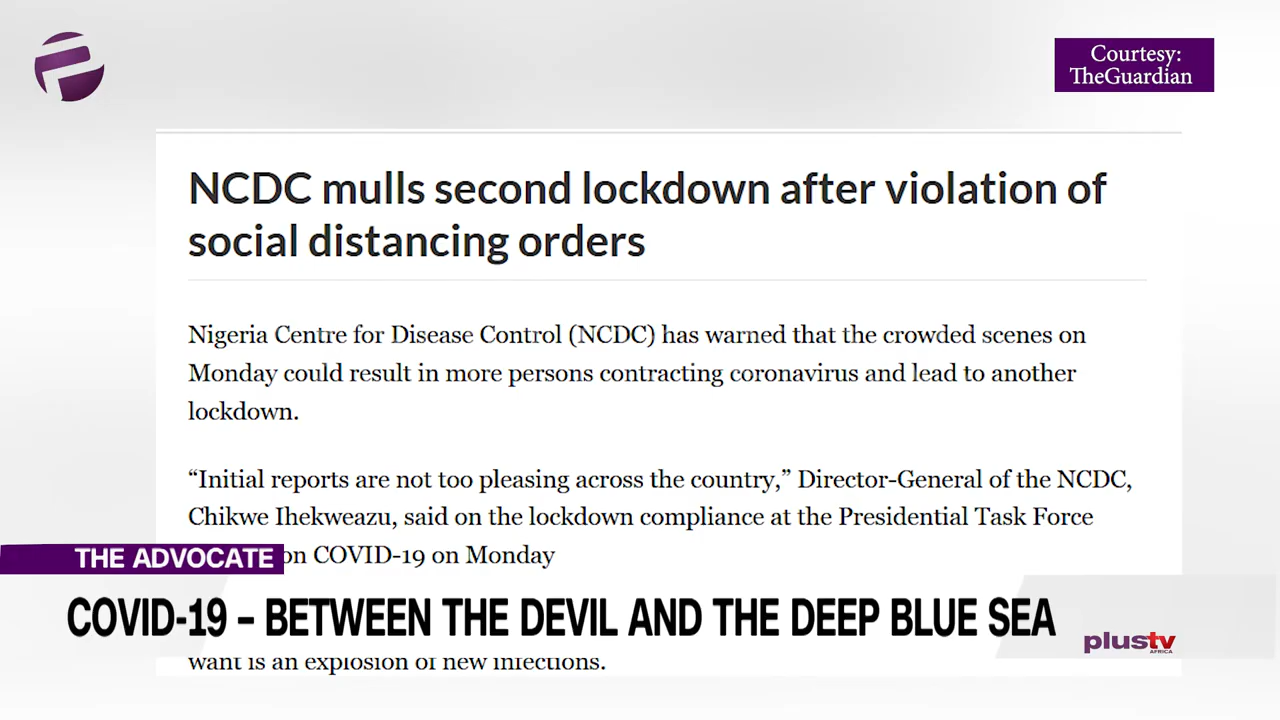 Courtesy:
TheGuardian
NCDC mulls second lockdown after violation of
social distancing orders
Nigeria Centre for Disease Control (NCDC) has warned that the crowded scenes on
Monday could result in more persons contracting coronavirus and lead to another
lockdown.
“Initial reports are not too pleasing across the country,” Director-General of the NCDC,
Chikwe Ihekweazu, said on the lockdown compliance at the Presidential Task Force
on COVID-19 on Monday
THE ADVOCATE
COVID-19 – BETWEEN THE DEVIL AND THE DEEP BLUE SEA
plustv
AFRICA
want is an explosion of new infections.